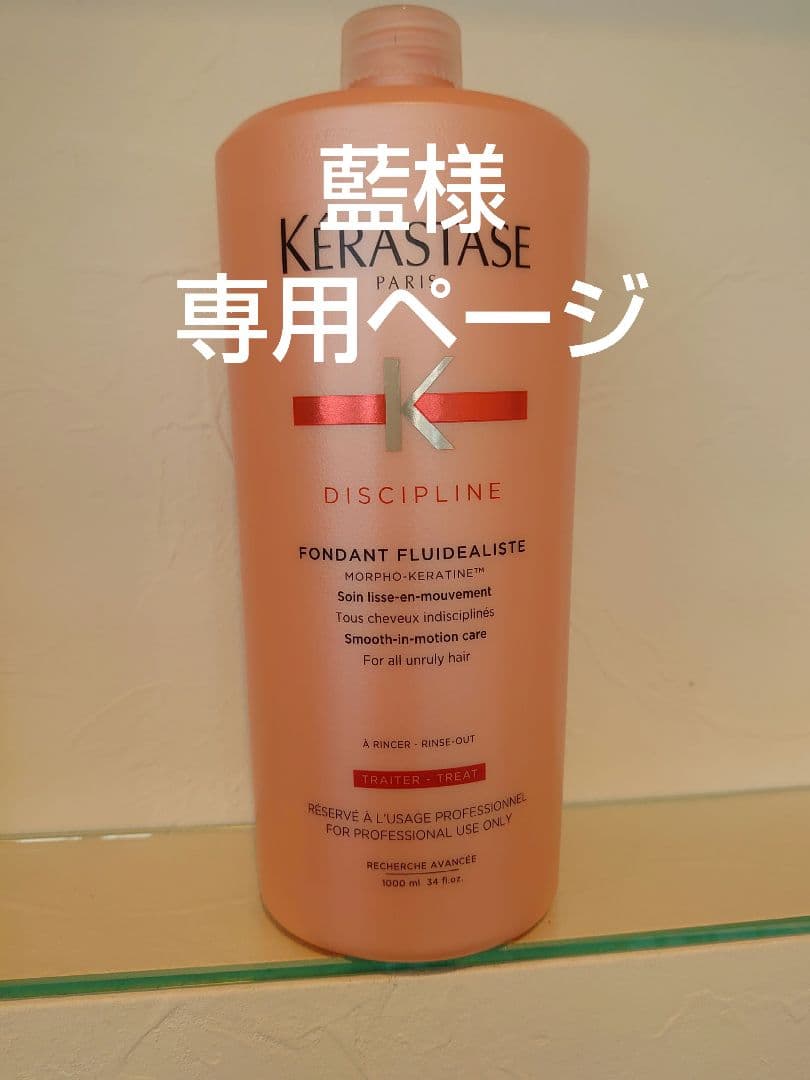 藍様
KÉRASTASE
PARIS
専用ページ
K
DISCIPLINE
FONDANT FLUIDEALISTE
MORPHO-KERATINE™
Soin lisse-en-mouvement
Tous cheveux indisciplinés
Smooth-in-motion care
For all unruly hair
À RINCER - RINSE-OUT
TRAITER - TREAT
RÉSERVÉ À L'USAGE PROFESSIONNEL
FOR PROFESSIONAL USE ONLY
RECHERCHE AVANCÉE
1000 ml 34 fl.oz.